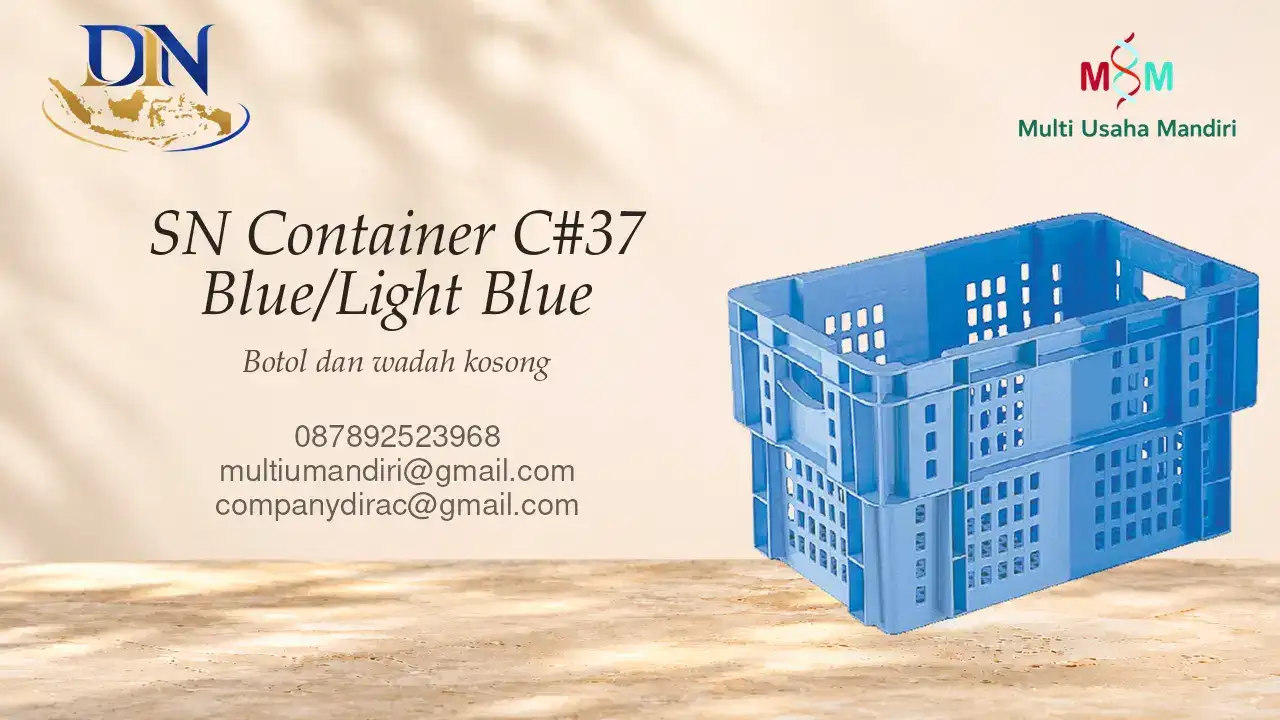 DN
MSM
Multi Usaha Mandiri
SN Container C#37
Blue/Light Blue
Botol dan wadah kosong
087892523968
multiumandiri@gmail.com
companydirac@gmail.com